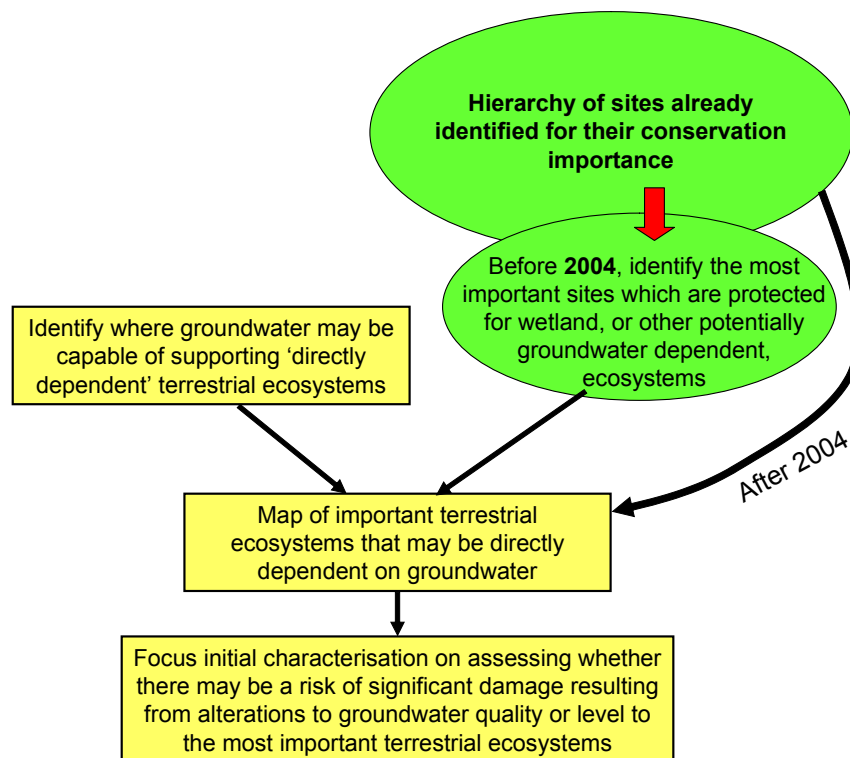 Hierarchy of sites already
identified for their conservation
importance
Before 2004, identify the most
important sites which are protected
for wetland, or other potentially
groundwater dependent,
ecosystems
Identify where groundwater may be
capable of supporting ‘directly
dependent’ terrestrial ecosystems
After 2004
Map of important terrestrial
ecosystems that may be directly
dependent on groundwater
Focus initial characterisation on assessing whether
there may be a risk of significant damage resulting
from alterations to groundwater quality or level to
the most important terrestrial ecosystems